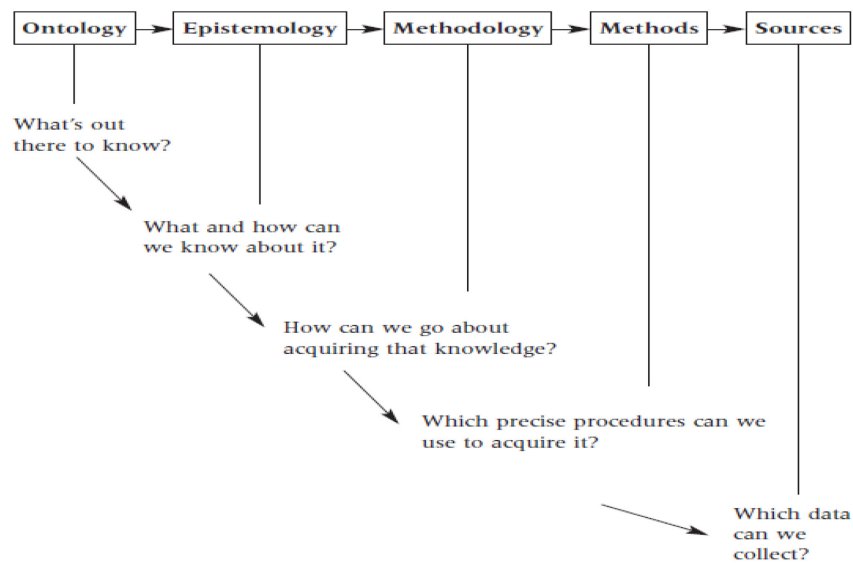 Ontology Epistemology Methodology Methods Sources
What's out
there to know?
What and how can
we know about it?
How can we go about
acquiring that knowledge?
Which precise procedures can we
use to acquire it?
Which data
can we
collect?